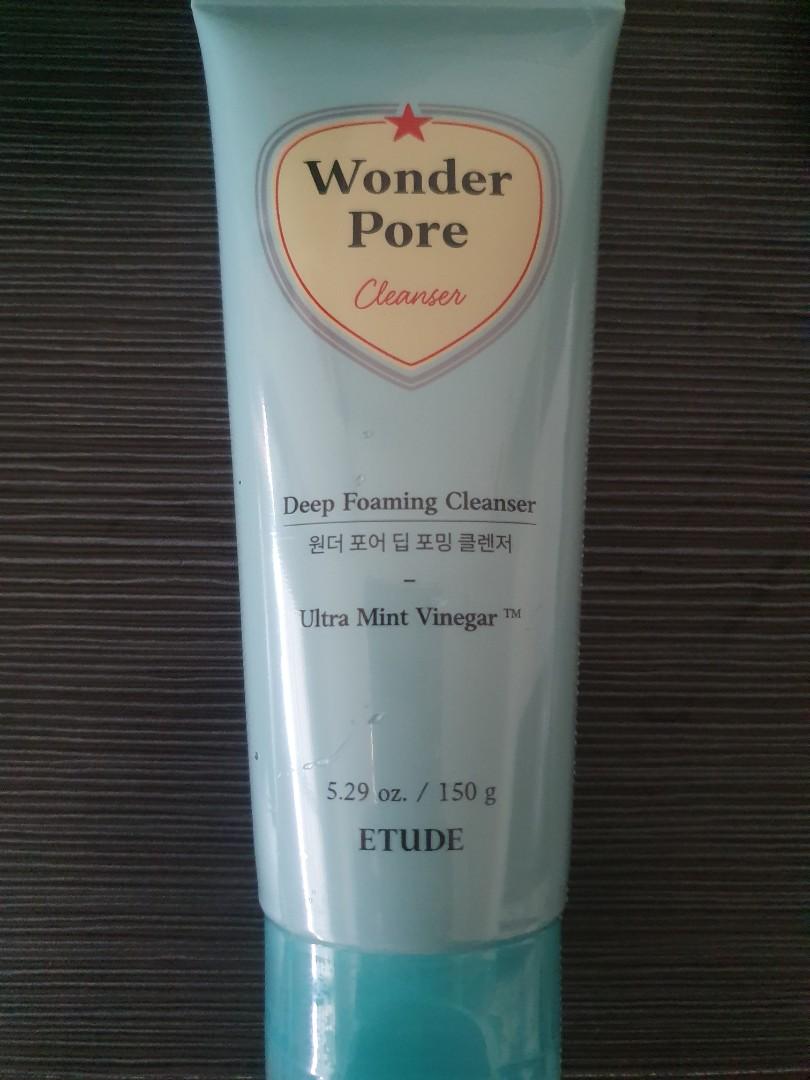 Wonder
Pore
Cleanser
Deep Foaming Cleanser
원더 포어 딥 포밍 클렌저
–
Ultra Mint Vinegar ™
5.29 oz. / 150 g
ETUDE